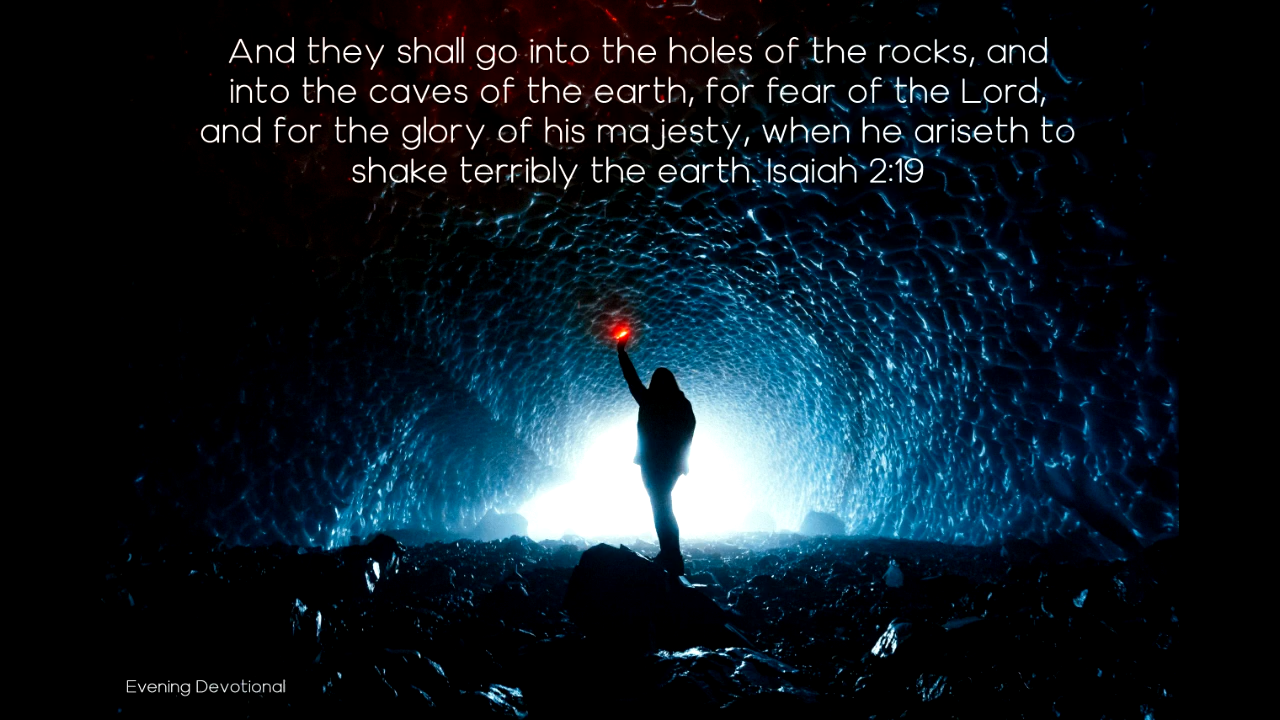 And they shall go into the holes of the rocks, and
into the caves of the earth, for fear of the Lord,
and for the glory of his majesty, when he ariseth to
shake terribly the earth. Isaiah 2:19
Evening Devotional